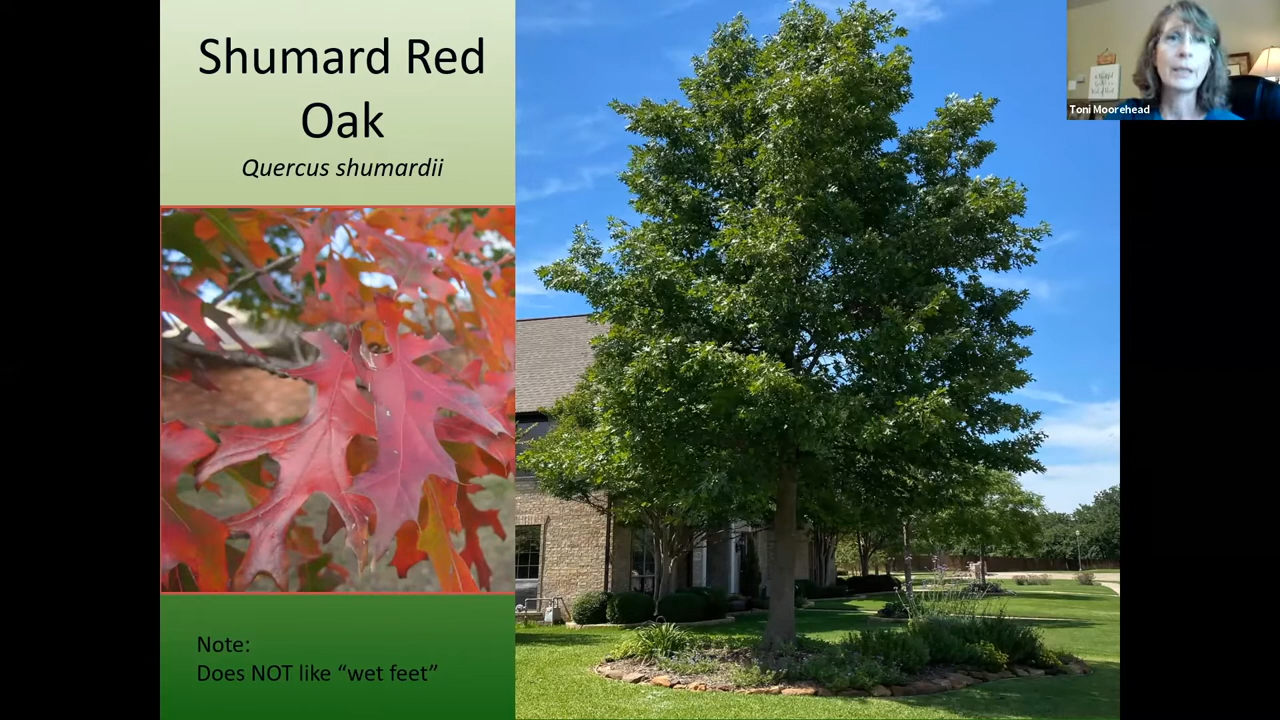 Shumard Red
Oak
Quercus shumardii
Note:
Does NOT like “wet feet”
Toni Moorehead